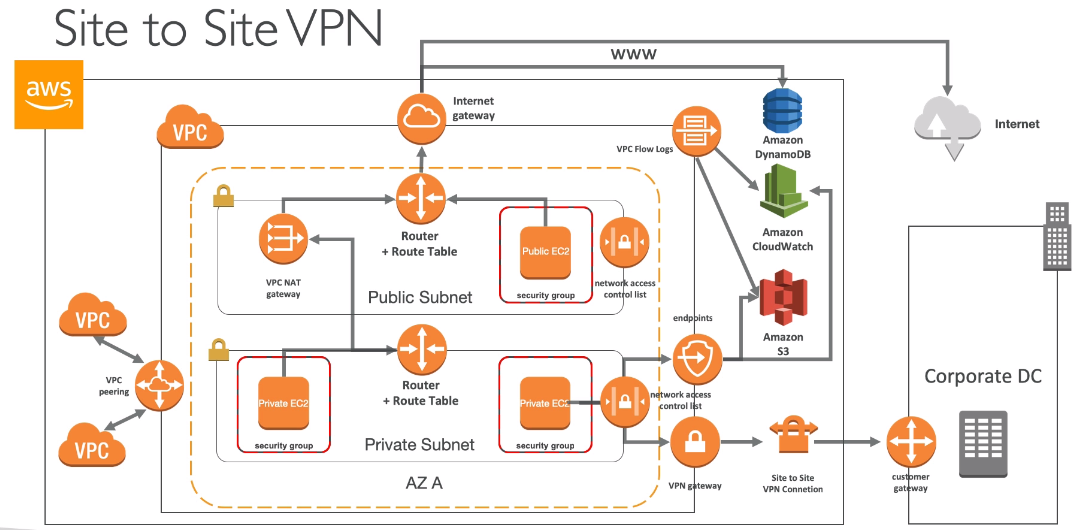 Site to Site VPN
aws
WWW
Internet
gateway
VPC
VPC Flow Logs
Amazon
DynamoDB
Internet
Router
+ Route Table
Public EC2
security group
network access
control list
Amazon
CloudWatch
VPC NAT
gateway
Public Subnet
VPC
VPC
peering
VPC
endpoints
Amazon
S3
Router
+ Route Table
Private EC2
security group
Private EC2
security group
network access
control list
Private Subnet
AZ A
VPN gateway
Site to Site
VPN Connetion
customer
gateway
Corporate DC